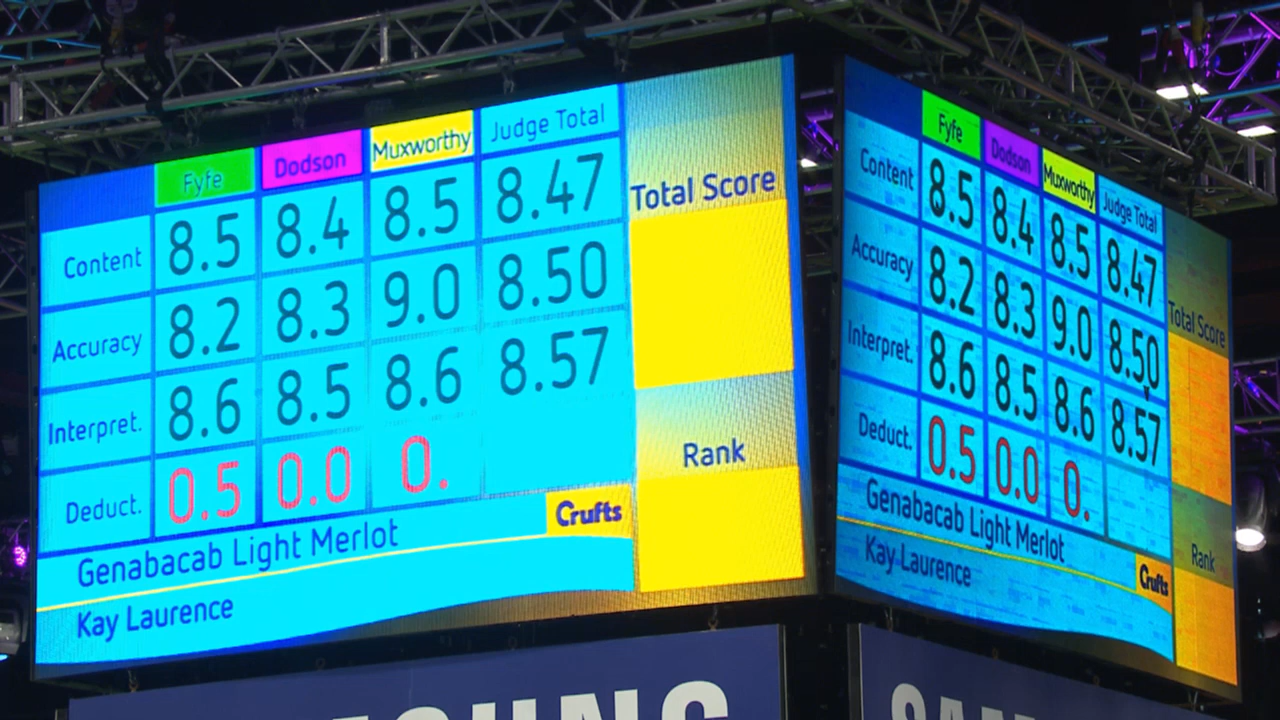 Fyfe Dodson Muxworthy Judge Total
Content 8.5 8.4 8.5 8.47
Total Score
Accuracy 8.2 8.3 9.0 8.50
Interpret. 8.6 8.5 8.6 8.57
Deduct. 0.5 0.0 0.
Rank
Crufts
Genabacab Light Merlot
Kay Laurence
Fyfe Dodson Muxworthy Judge Total
Content 8.5 8.4 8.5 8.47
Total Score
Accuracy 8.2 8.3 9.0 8.50
Interpret. 8.6 8.5 8.6 8.57
Deduct. 0.5 0.0 0.
Rank
Genabacab Light Merlot
Crufts
Kay Laurence
SAMSUNG
SAM